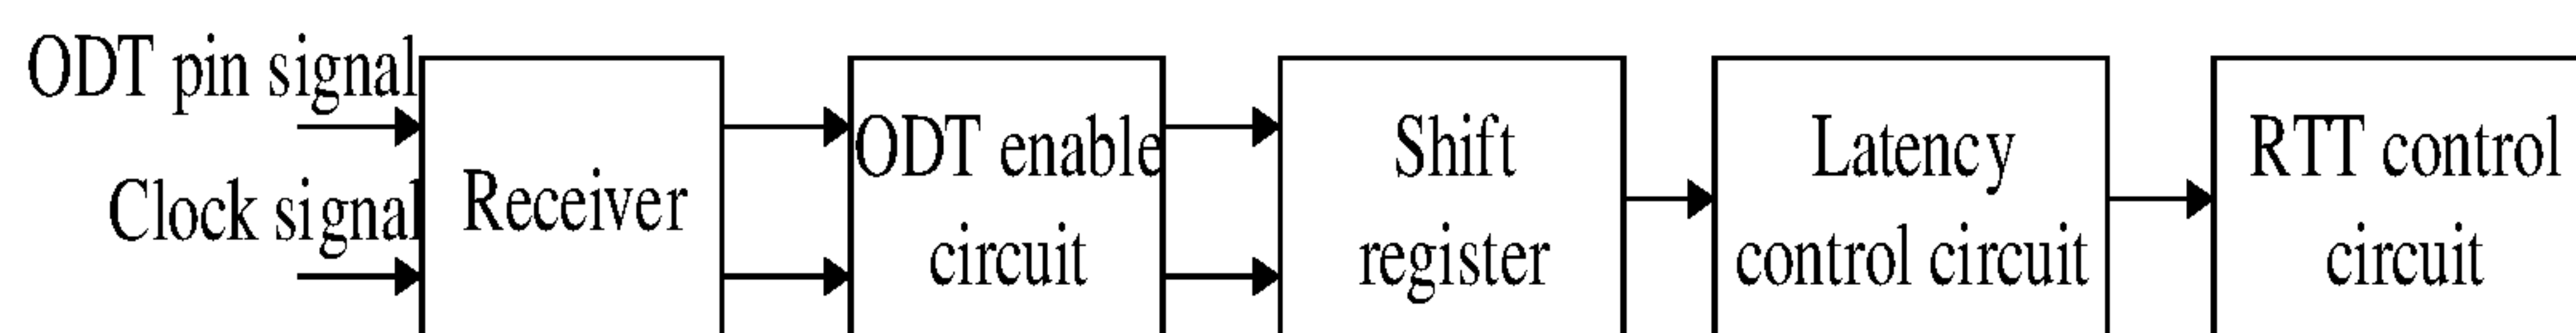 ODT pin signal
Clock signal
Receiver
ODT enable
circuit
Shift
register
Latency
control circuit
RTT control
circuit